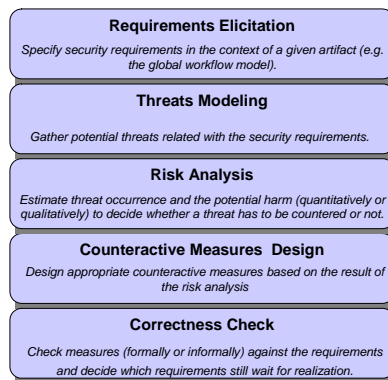 Requirements Elicitation
Specify security requirements in the context of a given artifact (e.g.
the global workflow model).
Threats Modeling
Gather potential threats related with the security requirements.
Risk Analysis
Estimate threat occurrence and the potential harm (quantitatively or
qualitatively) to decide whether a threat has to be countered or not.
Counteractive Measures  Design
Design appropriate counteractive measures based on the result of
the risk analysis
Correctness Check
Check measures (formally or informally) against the requirements
and decide which requirements still wait for realization.